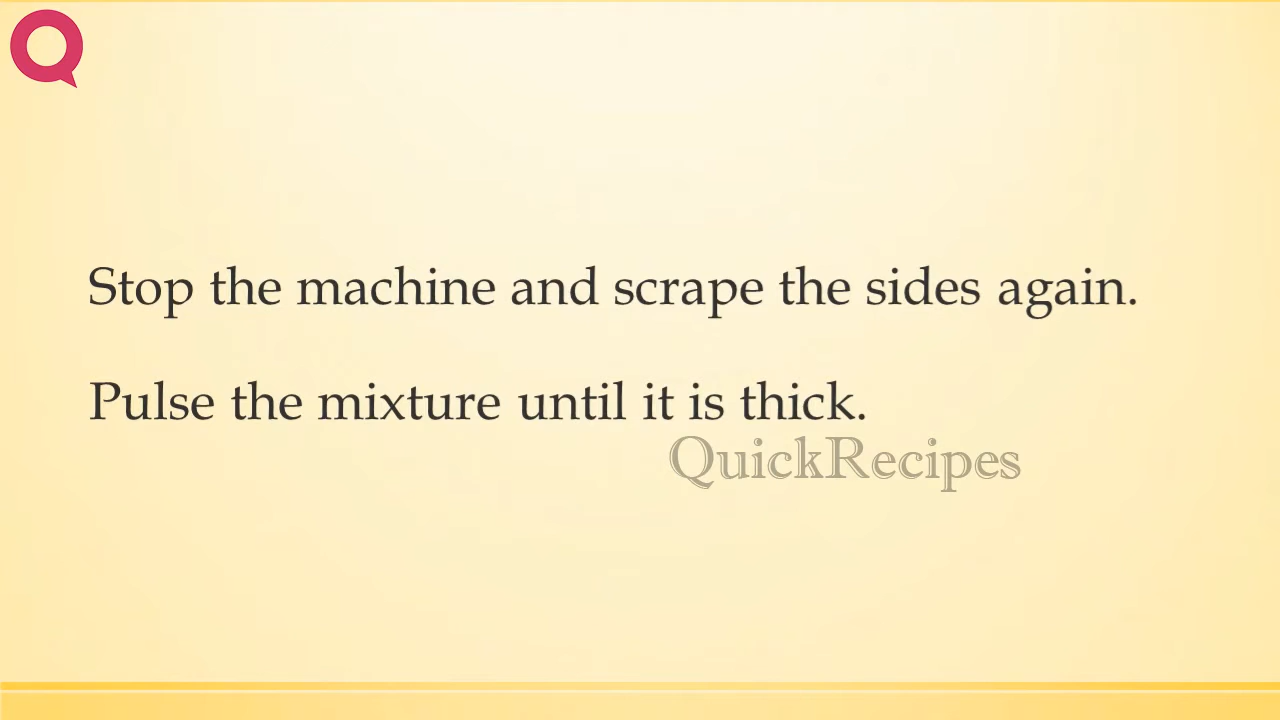 Stop the machine and scrape the sides again.
Pulse the mixture until it is thick.
QuickRecipes